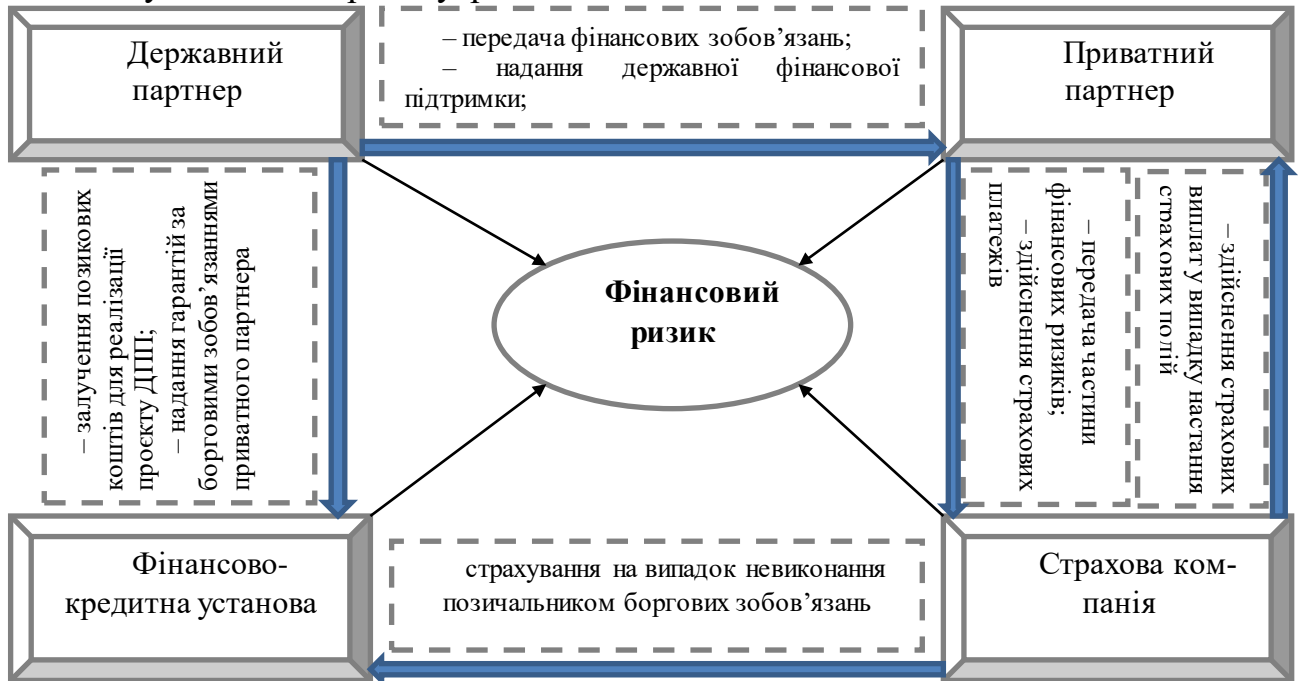 Державний
партнер
– передача фінансових зобов’язань;
– надання державної фінансової
підтримки;
Приватний
партнер
– залучення позикових
коштів для реалізації
проєкту ДПП;
– надання гарантій за
борговими зобов’язаннями
приватного партнера
Фінансовий
ризик
– передача частини
фінансових ризиків;
– здійснення страхових
платежів
– здійснення страхових
виплат у випадку настання
страхових полій
Фінансово-
кредитна установа
страхування на випадок невиконання
позичальником боргових зобов’язань
Страхова ком-
панія